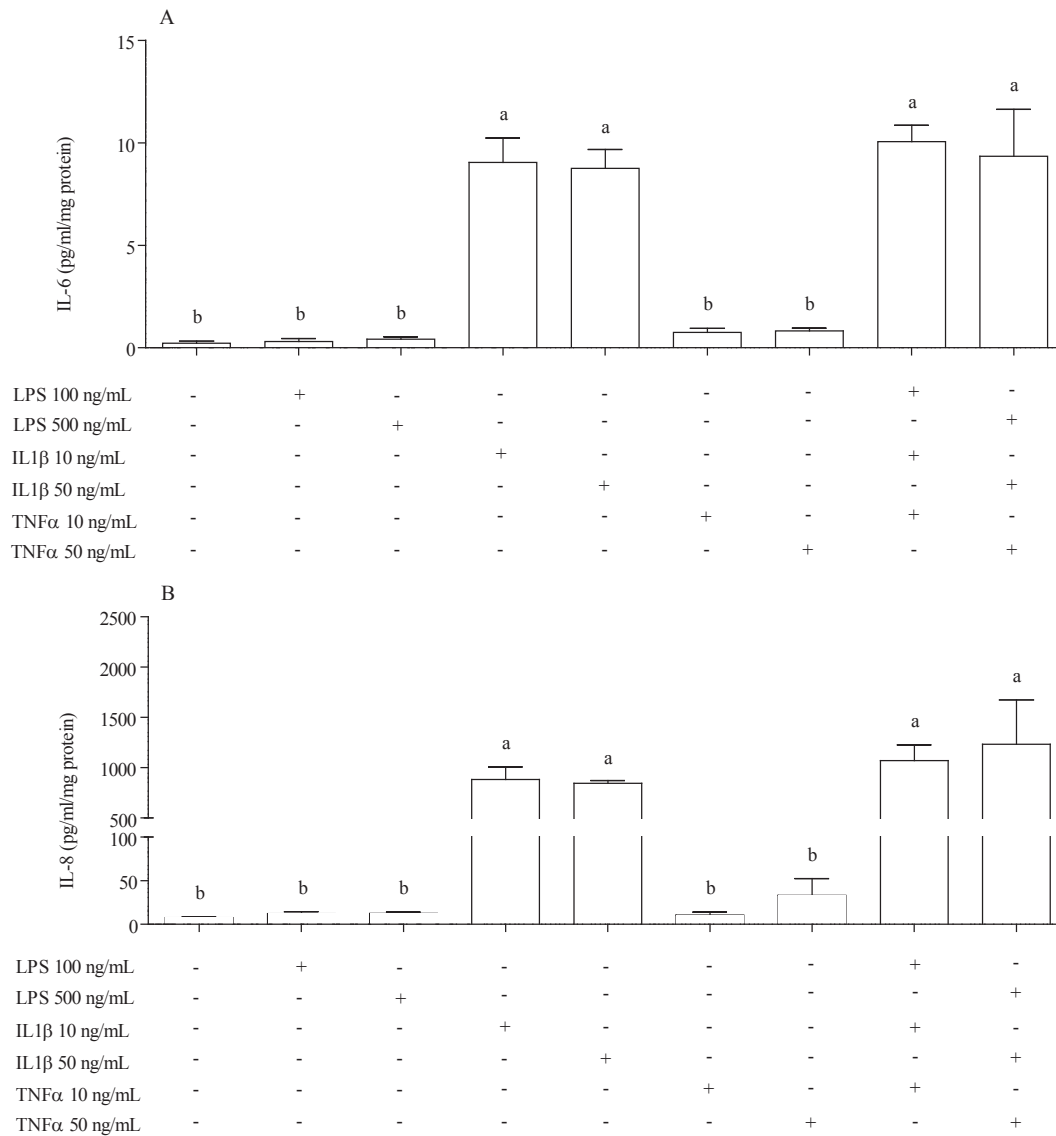 A
15
10
5
0
IL-6 (pg/ml/mg protein)
b b b a a b b a a
LPS 100 ng/mL - + - - - - - + -
LPS 500 ng/mL - - + - - - - - +
IL1β 10 ng/mL - - - + - - - + -
IL1β 50 ng/mL - - - - + - - - +
TNFα 10 ng/mL - - - - - + - + -
TNFα 50 ng/mL - - - - - - + - +
B
2500
2000
1500
1000
500
100
50
0
IL-8 (pg/ml/mg protein)
b b b a a b b a a
LPS 100 ng/mL - + - - - - - + -
LPS 500 ng/mL - - + - - - - - +
IL1β 10 ng/mL - - - + - - - + -
IL1β 50 ng/mL - - - - + - - - +
TNFα 10 ng/mL - - - - - + - + -
TNFα 50 ng/mL - - - - - - + - +